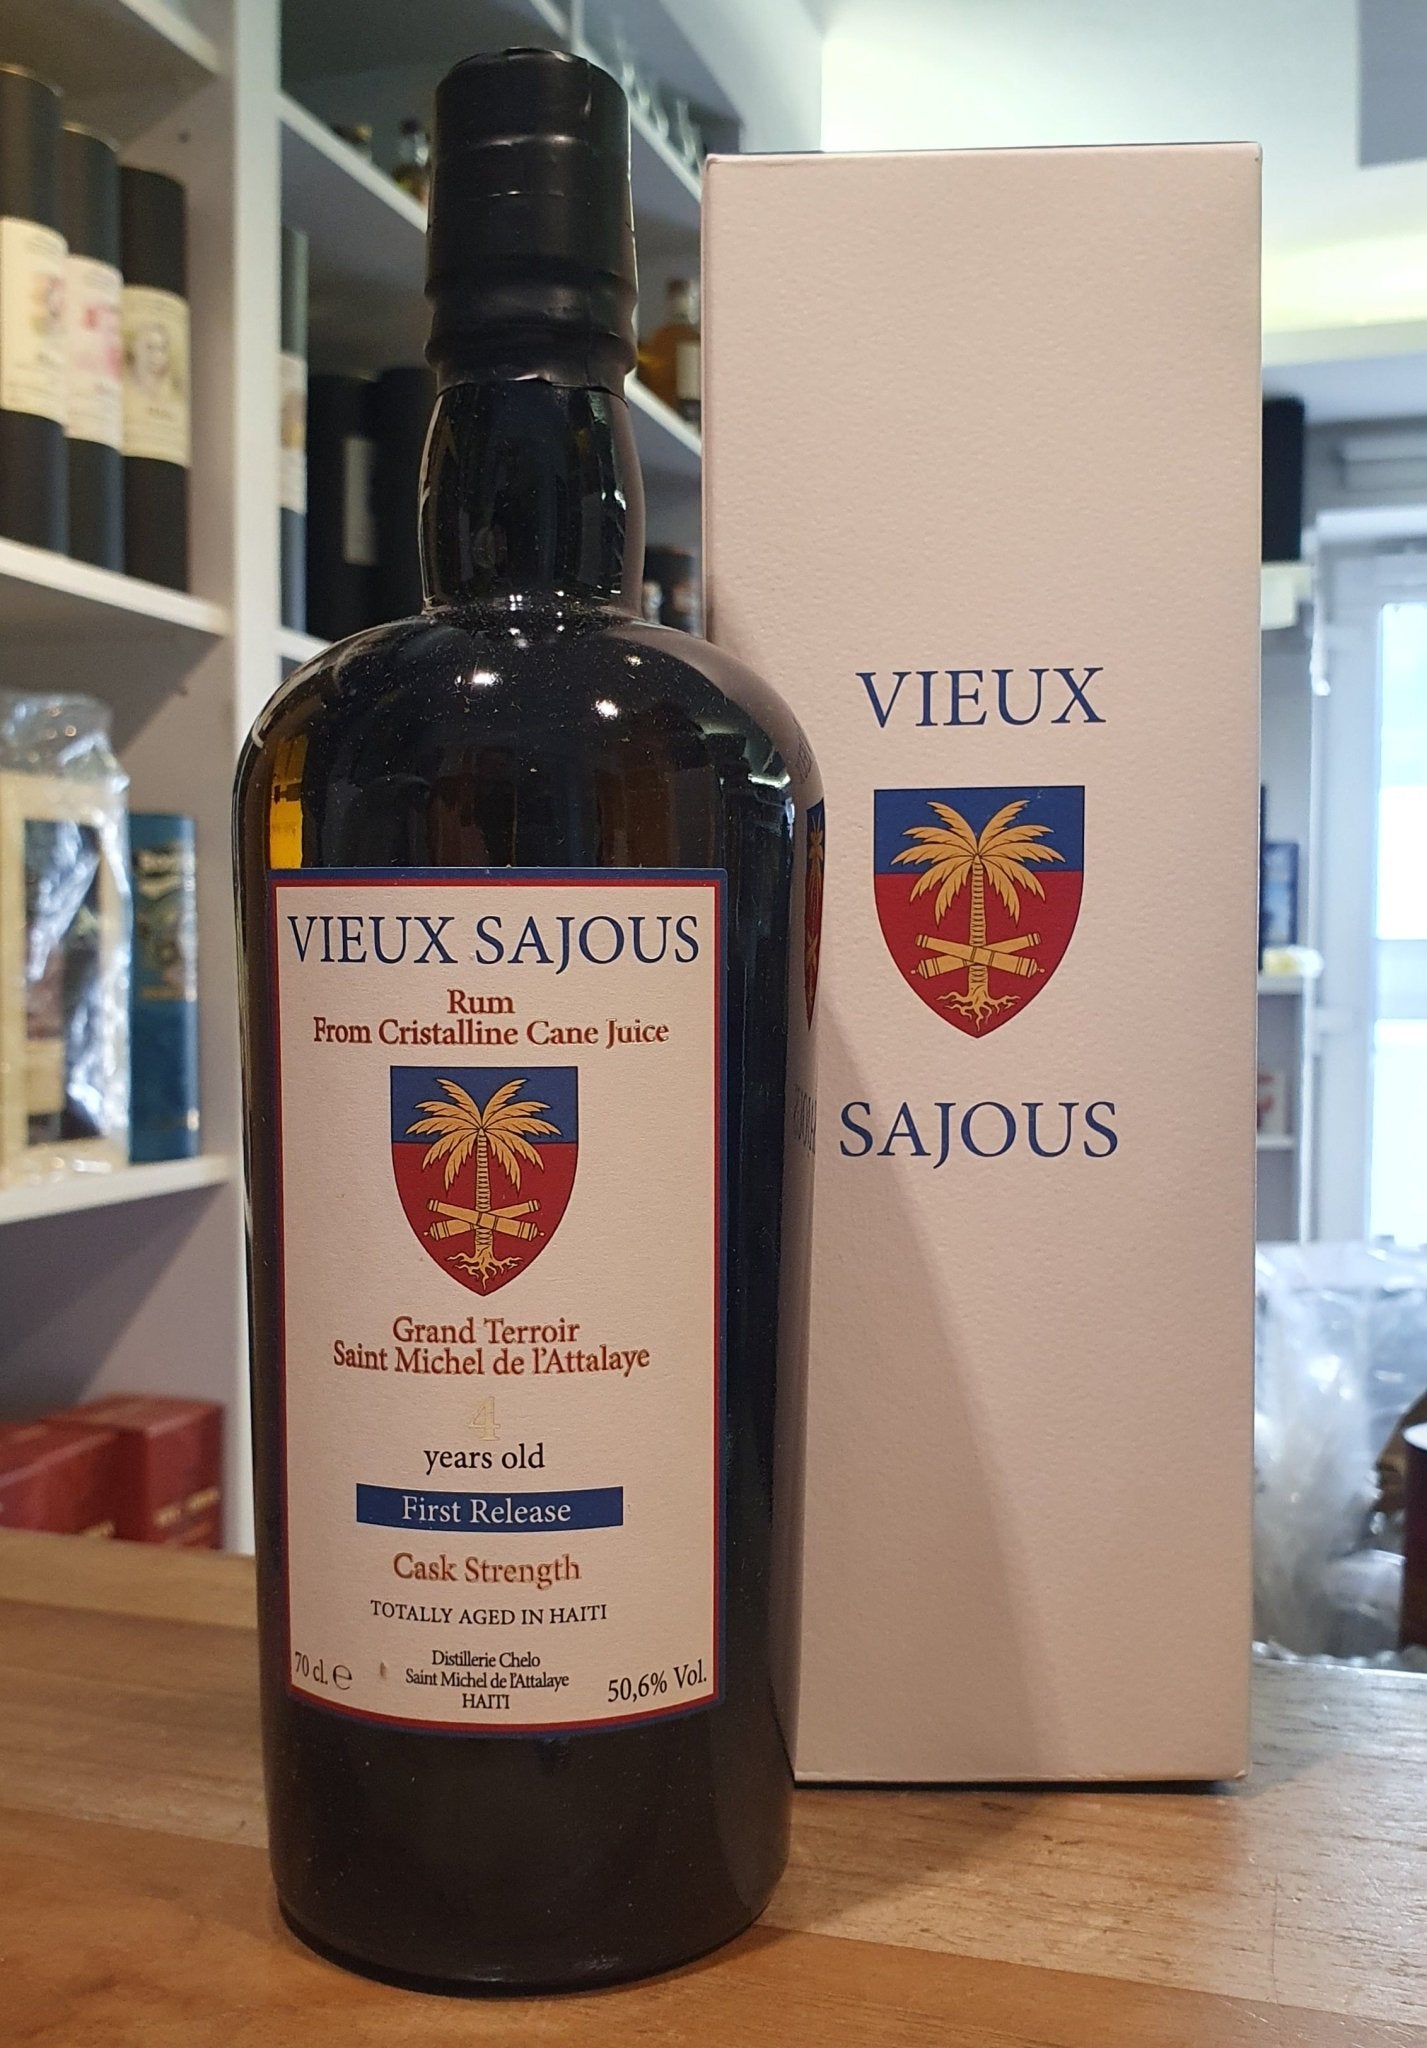 VIEUX SAJOUS
Rum
From Cristalline Cane Juice
Grand Terroir
Saint Michel de l'Attalaye
4
years old
First Release
Cask Strength
TOTALLY AGED IN HAITI
70 cl. ℮
Distillerie Chelo
Saint Michel de l'Attalaye
HAITI
50,6% Vol.
VIEUX
SAJOUS